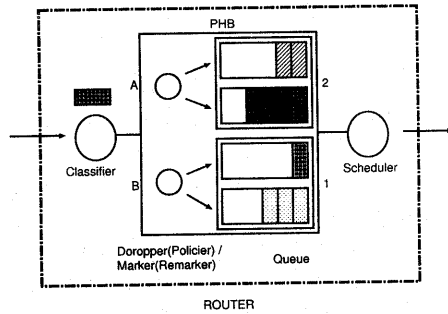 PHB
A
2
Classifier
B
1
Scheduler
Doropper(Policier) /
Marker(Remarker)
Queue
ROUTER